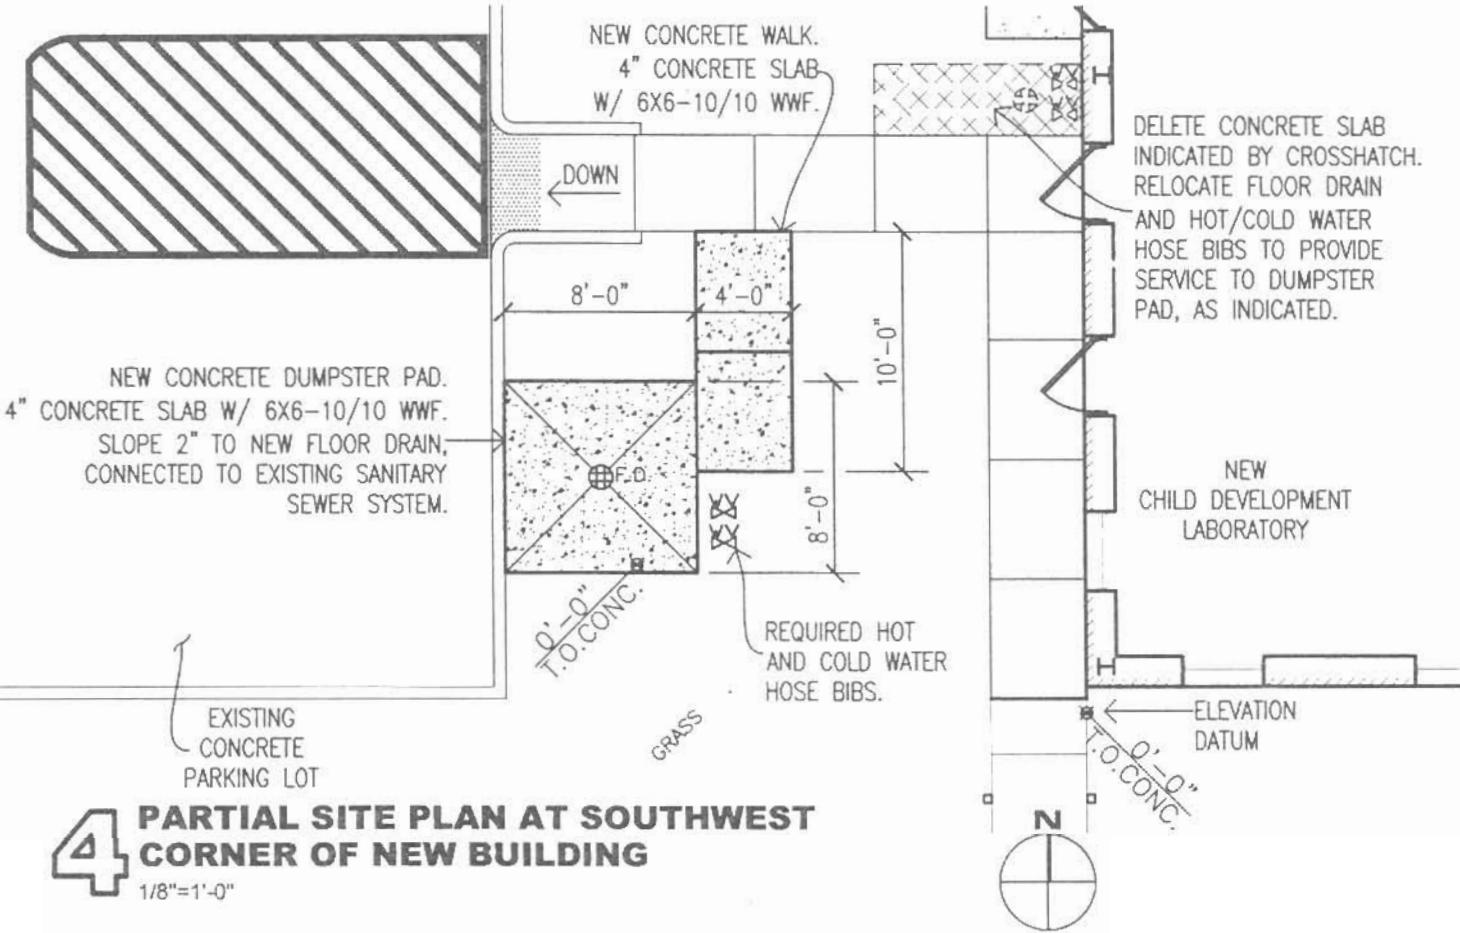 NEW CONCRETE WALK.
4" CONCRETE SLAB
W/ 6X6-10/10 WWF.
DOWN
DELETE CONCRETE SLAB
INDICATED BY CROSSHATCH.
RELOCATE FLOOR DRAIN
AND HOT/COLD WATER
HOSE BIBS TO PROVIDE
SERVICE TO DUMPSTER
PAD, AS INDICATED.
8'-0"
4'-0"
10'-0"
NEW CONCRETE DUMPSTER PAD.
4" CONCRETE SLAB W/ 6X6-10/10 WWF.
SLOPE 2" TO NEW FLOOR DRAIN,
CONNECTED TO EXISTING SANITARY
SEWER SYSTEM.
F.D.
8'-0"
NEW
CHILD DEVELOPMENT
LABORATORY
0'-0"
T.O.CONC.
REQUIRED HOT
AND COLD WATER
HOSE BIBS.
GRASS
EXISTING
CONCRETE
PARKING LOT
ELEVATION
DATUM
0'-0"
T.O.CONC.
4 PARTIAL SITE PLAN AT SOUTHWEST
CORNER OF NEW BUILDING
1/8"=1'-0"
N